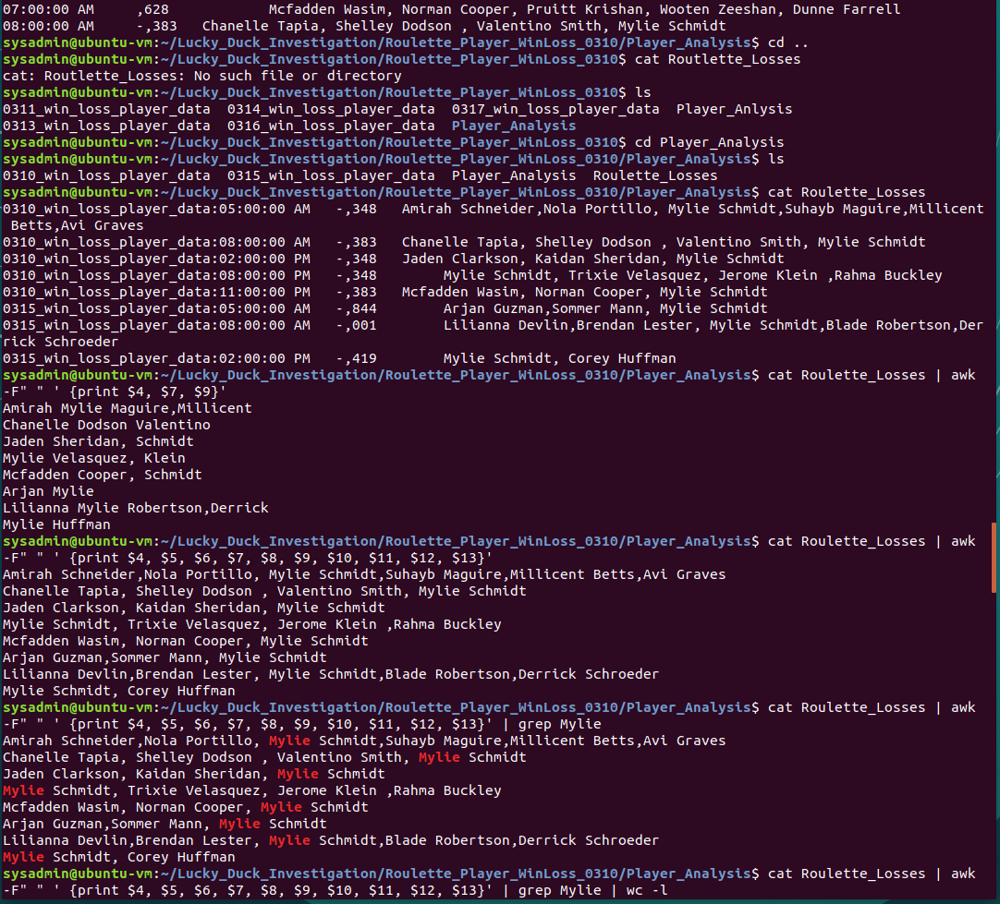 07:00:00 AM     ,628            Mcfadden Wasim, Norman Cooper, Pruitt Krishan, Wooten Zeeshan, Dunne Farrell
08:00:00 AM     -,383   Chanelle Tapia, Shelley Dodson , Valentino Smith, Mylie Schmidt
sysadmin@ubuntu-vm:~/Lucky_Duck_Investigation/Roulette_Player_WinLoss_0310/Player_Analysis$ cd ..
sysadmin@ubuntu-vm:~/Lucky_Duck_Investigation/Roulette_Player_WinLoss_0310$ cat Routlette_Losses
cat: Routlette_Losses: No such file or directory
sysadmin@ubuntu-vm:~/Lucky_Duck_Investigation/Roulette_Player_WinLoss_0310$ ls
0311_win_loss_player_data  0314_win_loss_player_data  0317_win_loss_player_data  Player_Anlysis
0313_win_loss_player_data  0316_win_loss_player_data  Player_Analysis
sysadmin@ubuntu-vm:~/Lucky_Duck_Investigation/Roulette_Player_WinLoss_0310$ cd Player_Analysis
sysadmin@ubuntu-vm:~/Lucky_Duck_Investigation/Roulette_Player_WinLoss_0310/Player_Analysis$ ls
0310_win_loss_player_data  0315_win_loss_player_data  Player_Analysis  Roulette_Losses
sysadmin@ubuntu-vm:~/Lucky_Duck_Investigation/Roulette_Player_WinLoss_0310/Player_Analysis$ cat Roulette_Losses
0310_win_loss_player_data:05:00:00 AM   -,348   Amirah Schneider,Nola Portillo, Mylie Schmidt,Suhayb Maguire,Millicent
 Betts,Avi Graves
0310_win_loss_player_data:08:00:00 AM   -,383   Chanelle Tapia, Shelley Dodson , Valentino Smith, Mylie Schmidt
0310_win_loss_player_data:02:00:00 PM   -,348   Jaden Clarkson, Kaidan Sheridan, Mylie Schmidt
0310_win_loss_player_data:08:00:00 PM   -,348        Mylie Schmidt, Trixie Velasquez, Jerome Klein ,Rahma Buckley
0310_win_loss_player_data:11:00:00 PM   -,383   Mcfadden Wasim, Norman Cooper, Mylie Schmidt
0315_win_loss_player_data:05:00:00 AM   -,844        Arjan Guzman,Sommer Mann, Mylie Schmidt
0315_win_loss_player_data:08:00:00 AM   -,001        Lilianna Devlin,Brendan Lester, Mylie Schmidt,Blade Robertson,Der
rick Schroeder
0315_win_loss_player_data:02:00:00 PM   -,419        Mylie Schmidt, Corey Huffman
sysadmin@ubuntu-vm:~/Lucky_Duck_Investigation/Roulette_Player_WinLoss_0310/Player_Analysis$ cat Roulette_Losses | awk
-F" " ' {print $4, $7, $9}'
Amirah Mylie Maguire,Millicent
Chanelle Dodson Valentino
Jaden Sheridan, Schmidt
Mylie Velasquez, Klein
Mcfadden Cooper, Schmidt
Arjan Mylie
Lilianna Mylie Robertson,Derrick
Mylie Huffman
sysadmin@ubuntu-vm:~/Lucky_Duck_Investigation/Roulette_Player_WinLoss_0310/Player_Analysis$ cat Roulette_Losses | awk
-F" " ' {print $4, $5, $6, $7, $8, $9, $10, $11, $12, $13}'
Amirah Schneider,Nola Portillo, Mylie Schmidt,Suhayb Maguire,Millicent Betts,Avi Graves
Chanelle Tapia, Shelley Dodson , Valentino Smith, Mylie Schmidt
Jaden Clarkson, Kaidan Sheridan, Mylie Schmidt
Mylie Schmidt, Trixie Velasquez, Jerome Klein ,Rahma Buckley
Mcfadden Wasim, Norman Cooper, Mylie Schmidt
Arjan Guzman,Sommer Mann, Mylie Schmidt
Lilianna Devlin,Brendan Lester, Mylie Schmidt,Blade Robertson,Derrick Schroeder
Mylie Schmidt, Corey Huffman
sysadmin@ubuntu-vm:~/Lucky_Duck_Investigation/Roulette_Player_WinLoss_0310/Player_Analysis$ cat Roulette_Losses | awk
-F" " ' {print $4, $5, $6, $7, $8, $9, $10, $11, $12, $13}' | grep Mylie
Amirah Schneider,Nola Portillo, Mylie Schmidt,Suhayb Maguire,Millicent Betts,Avi Graves
Chanelle Tapia, Shelley Dodson , Valentino Smith, Mylie Schmidt
Jaden Clarkson, Kaidan Sheridan, Mylie Schmidt
Mylie Schmidt, Trixie Velasquez, Jerome Klein ,Rahma Buckley
Mcfadden Wasim, Norman Cooper, Mylie Schmidt
Arjan Guzman,Sommer Mann, Mylie Schmidt
Lilianna Devlin,Brendan Lester, Mylie Schmidt,Blade Robertson,Derrick Schroeder
Mylie Schmidt, Corey Huffman
sysadmin@ubuntu-vm:~/Lucky_Duck_Investigation/Roulette_Player_WinLoss_0310/Player_Analysis$ cat Roulette_Losses | awk
-F" " ' {print $4, $5, $6, $7, $8, $9, $10, $11, $12, $13}' | grep Mylie | wc -l